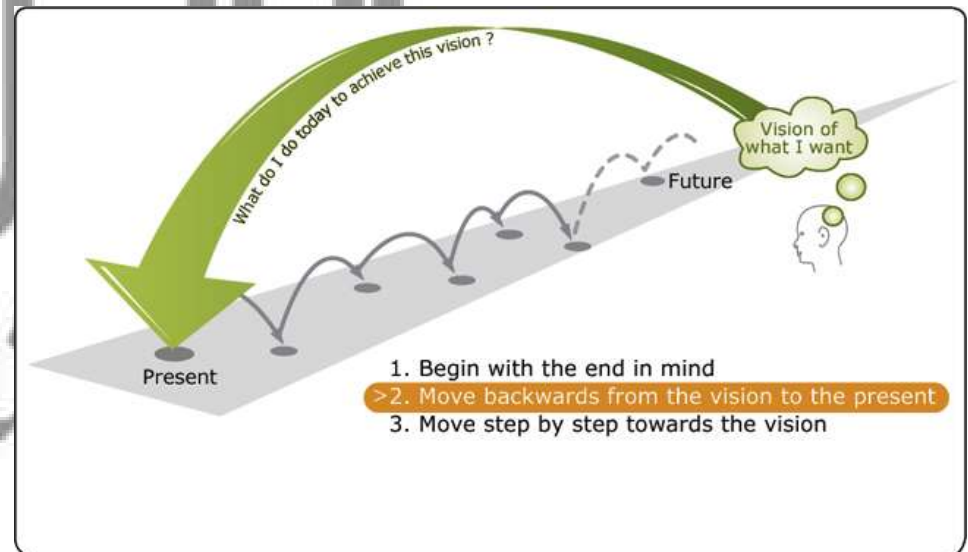 What do I do today to achieve this vision ?
Vision of
what I want
Future
Present
1. Begin with the end in mind
>2. Move backwards from the vision to the present
3. Move step by step towards the vision